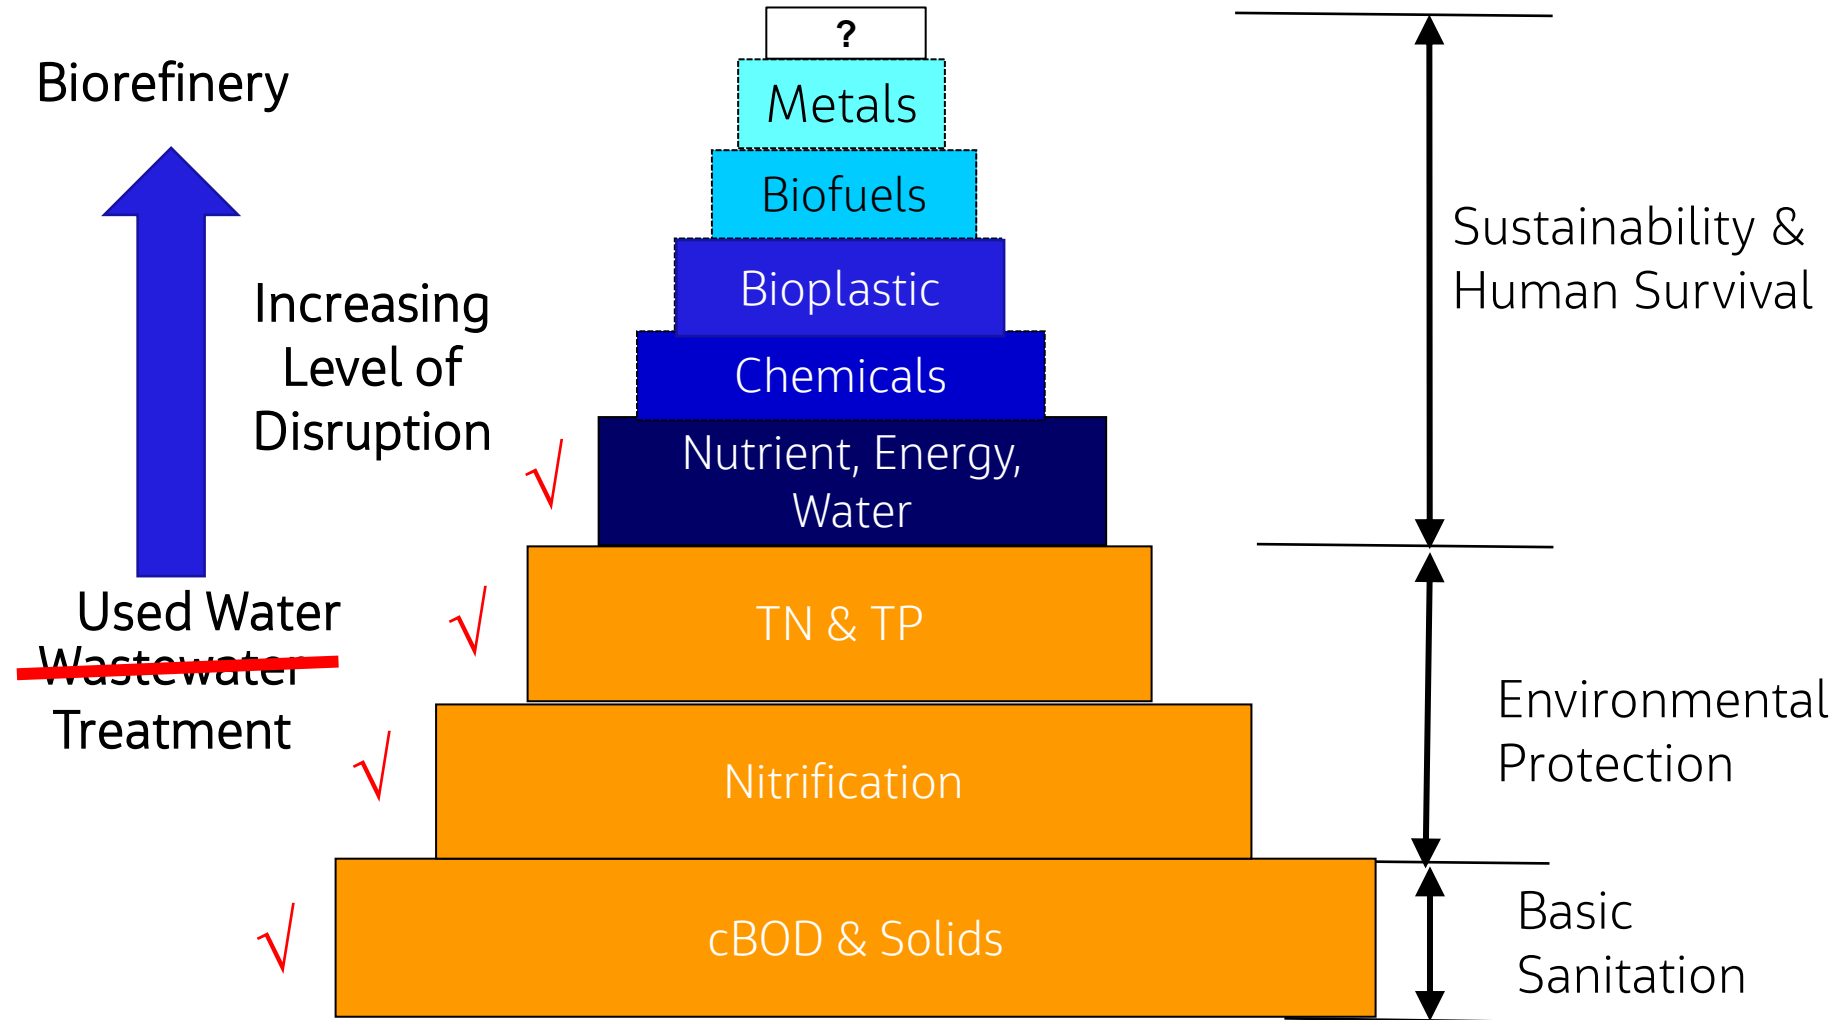 Biorefinery
Increasing
Level of
Disruption
Used Water
Wastewater
Treatment
?
Metals
Biofuels
Bioplastic
Chemicals
√
Nutrient, Energy,
Water
√
TN & TP
√
Nitrification
√
cBOD & Solids
Sustainability &
Human Survival
Environmental
Protection
Basic
Sanitation